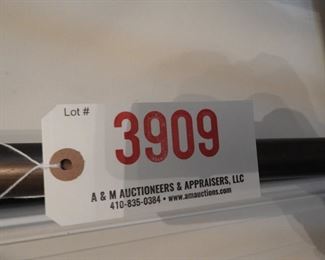 Lot #
3909
A & M AUCTIONEERS & APPRAISERS, LLC
410-835-0384 • www.amauctions.com